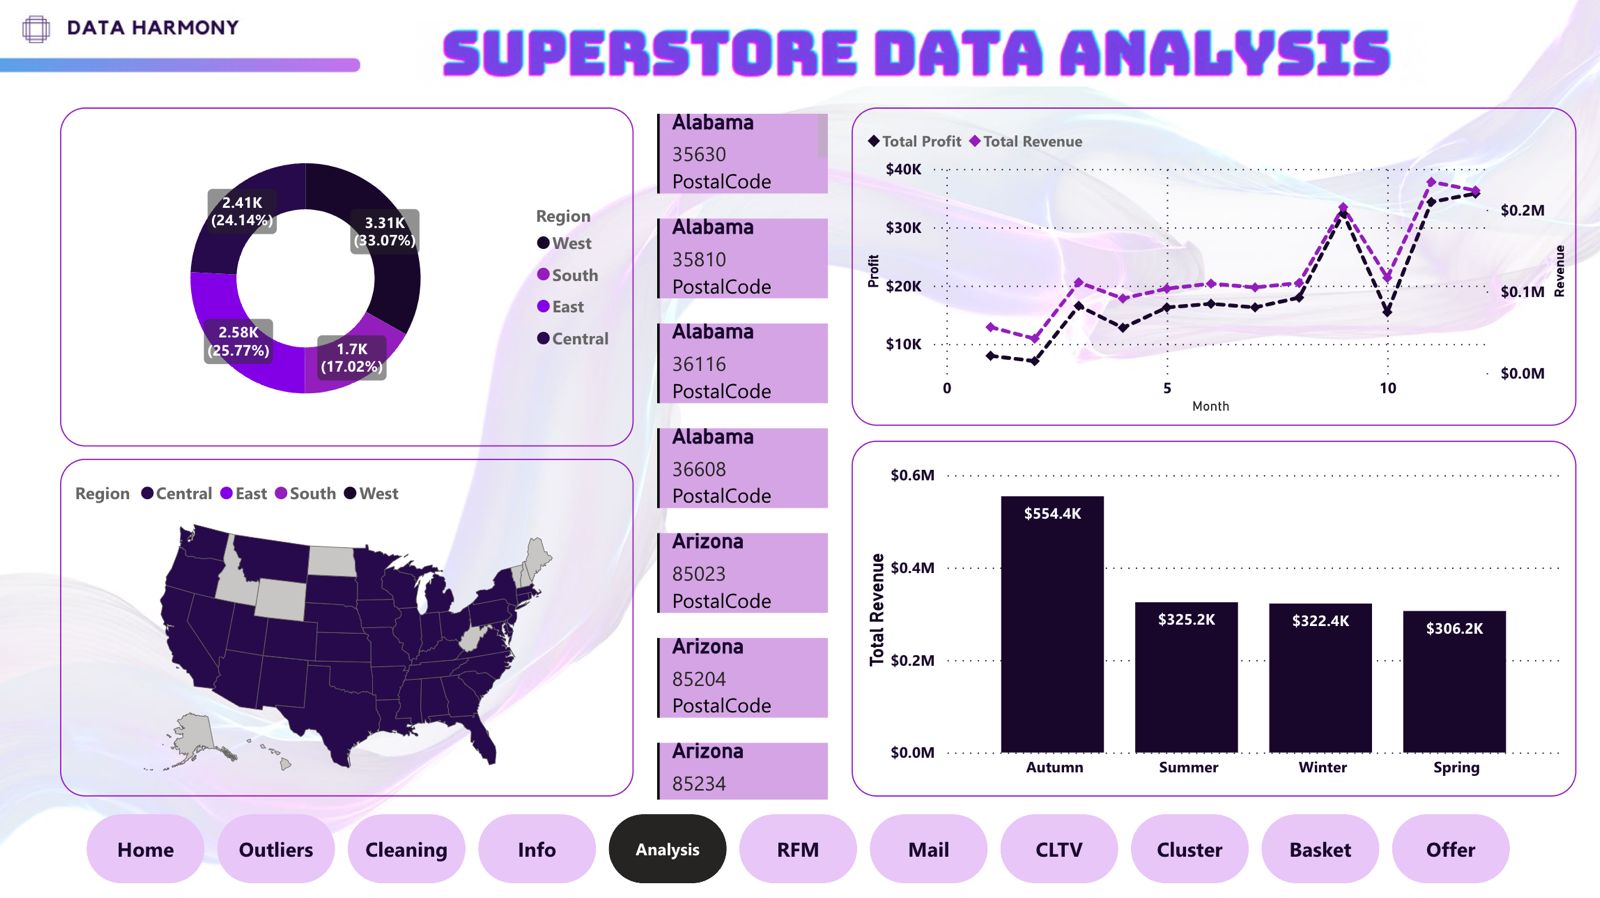 DATA HARMONY
SUPERSTORE DATA ANALYSIS
2.41K
(24.14%)
3.31K
(33.07%)
2.58K
(25.77%)
1.7K
(17.02%)
Region
West
South
East
Central
Region Central East South West
Alabama
35630
PostalCode
Alabama
35810
PostalCode
Alabama
36116
PostalCode
Alabama
36608
PostalCode
Arizona
85023
PostalCode
Arizona
85204
PostalCode
Arizona
85234
Total Profit Total Revenue
$40K
$30K
$20K
$10K
Profit
$0.2M
$0.1M
$0.0M
Revenue
0 5 10
Month
$0.6M
$0.4M
$0.2M
$0.0M
Total Revenue
$554.4K
$325.2K
$322.4K
$306.2K
Autumn Summer Winter Spring
Home Outliers Cleaning Info Analysis RFM Mail CLTV Cluster Basket Offer